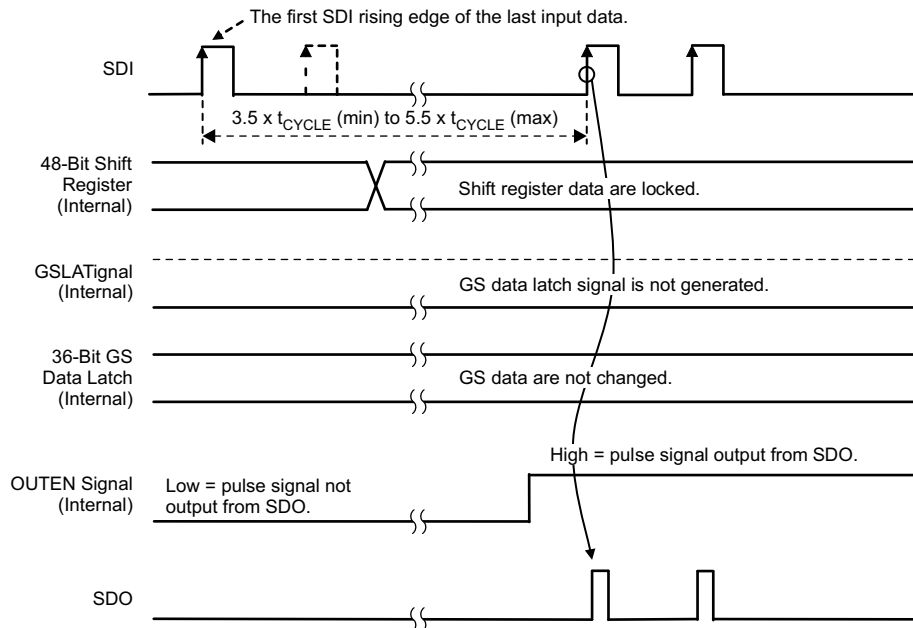 The first SDI rising edge of the last input data.
SDI
3.5 x tCYCLE (min) to 5.5 x tCYCLE (max)
48-Bit Shift
Register
(Internal)
Shift register data are locked.
GSLATignal
(Internal)
GS data latch signal is not generated.
36-Bit GS
Data Latch
(Internal)
GS data are not changed.
High = pulse signal output from SDO.
OUTEN Signal
(Internal)
Low = pulse signal not
output from SDO.
SDO